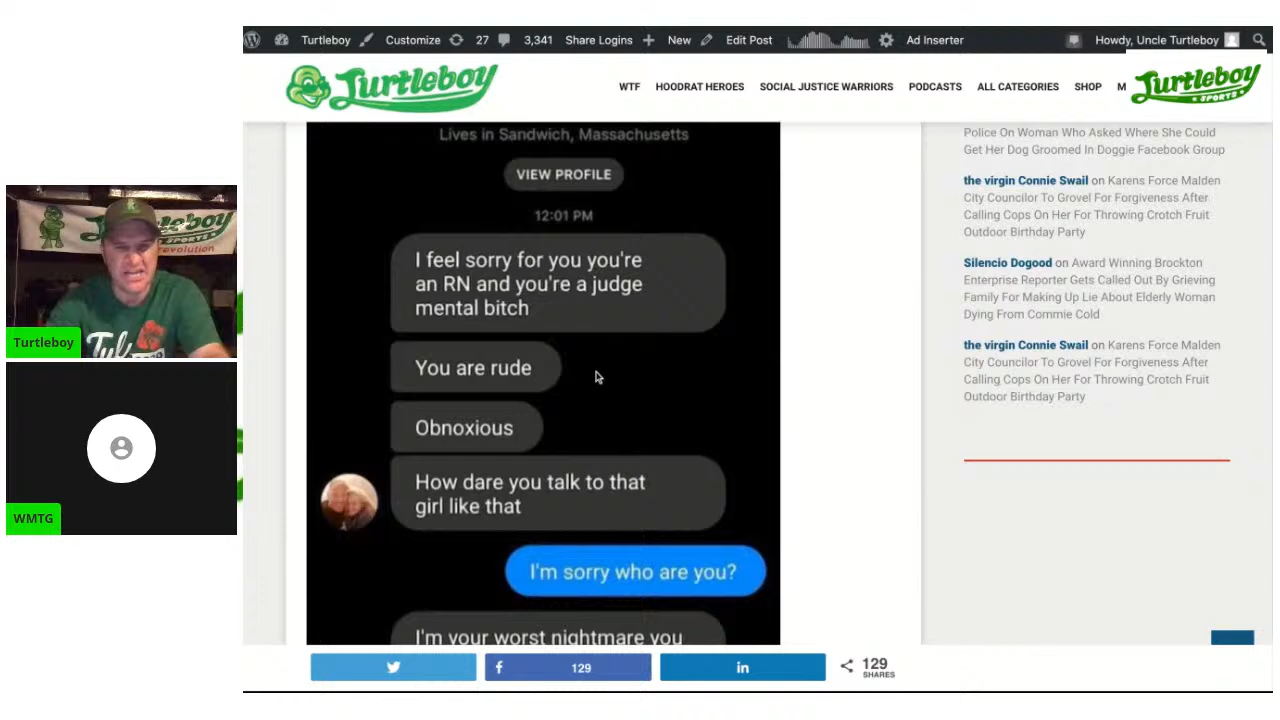 Turtleboy
Customize
27
3,341
Share Logins
New
Edit Post
Ad Inserter
Howdy, Uncle Turtleboy
Turtleboy
WTF
HOODRAT HEROES
SOCIAL JUSTICE WARRIORS
PODCASTS
ALL CATEGORIES
SHOP
M
Turtleboy
SPORTS
Lives in Sandwich, Massachusetts
VIEW PROFILE
12:01 PM
I feel sorry for you you're
an RN and you're a judge
mental bitch
You are rude
Obnoxious
How dare you talk to that
girl like that
I'm sorry who are you?
I'm your worst nightmare you
Police On Woman Who Asked Where She Could
Get Her Dog Groomed In Doggie Facebook Group
the virgin Connie Swail on Karens Force Malden
City Councilor To Grovel For Forgiveness After
Calling Cops On Her For Throwing Crotch Fruit
Outdoor Birthday Party
Silencio Dogood on Award Winning Brockton
Enterprise Reporter Gets Called Out By Grieving
Family For Making Up Lie About Elderly Woman
Dying From Commie Cold
the virgin Connie Swail on Karens Force Malden
City Councilor To Grovel For Forgiveness After
Calling Cops On Her For Throwing Crotch Fruit
Outdoor Birthday Party
129
129
SHARES
Turtleboy
WMTG